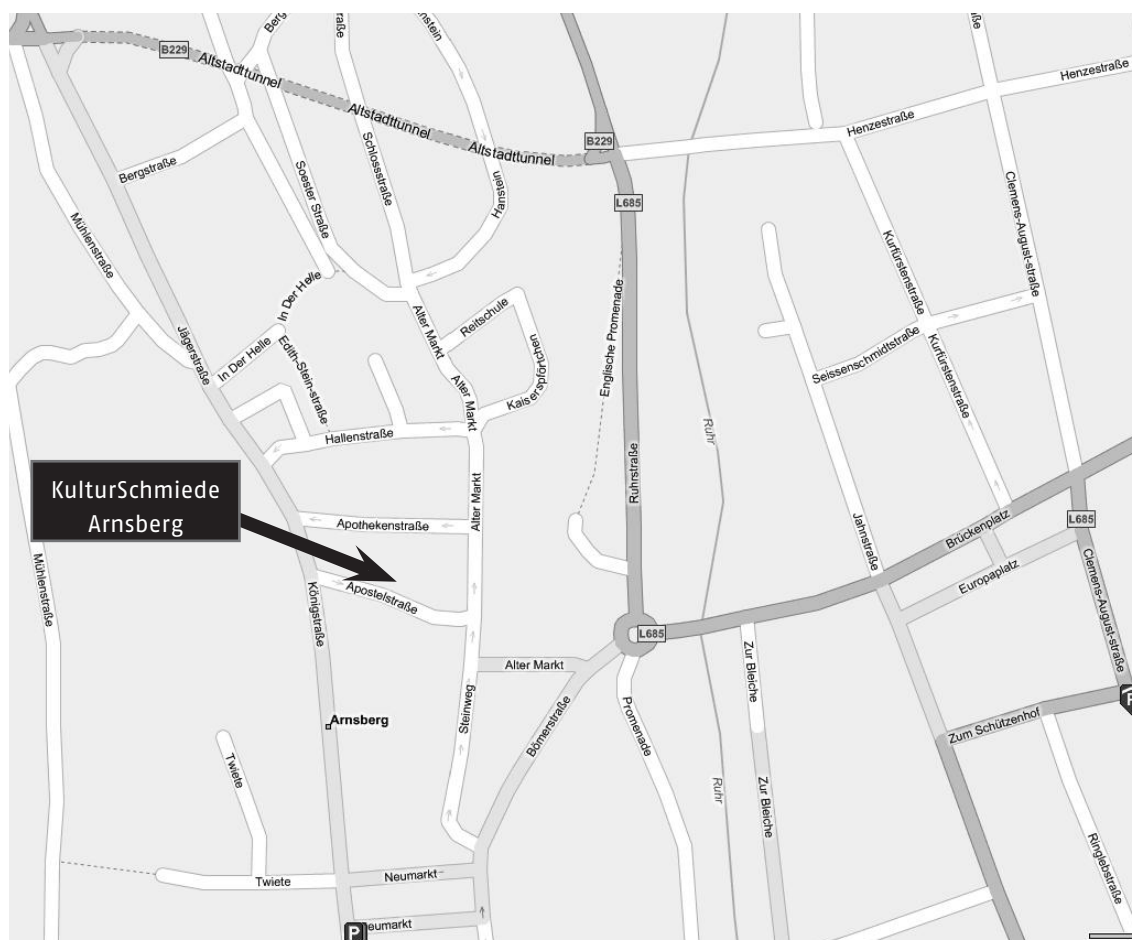 B229
Altstadttunnel
Altstadttunnel
Altstadttunnel
B229
L685
Henzestraße
Henzestraße
Clemens-August-straße
Kurfürstenstraße
Kurfürstenstraße
Seissenschmidtstraße
Bergstraße
Mühlenstraße
Jägerstraße
Soester Straße
Schlossstraße
Hanstein
In Der Helle
In Der Helle
Edith-Stein-straße
Alter Markt
Reitschule
Kaiserspförtchen
Alter Markt
Hallenstraße
Englische Promenade
Ruhrstraße
Ruhr
KulturSchmiede
Arnsberg
Apothekenstraße
Alter Markt
Apostelstraße
Königstraße
Mühlenstraße
Jahnstraße
Brückenplatz
L685
Europaplatz
Clemens-August-straße
L685
Alter Markt
Zur Bleiche
Steinweg
Bömerstraße
Promenade
Arnsberg
Zum Schützenhof
P
Twiete
Ruhr
Zur Bleiche
Ringlebstraße
Twiete
Neumarkt
P
eumarkt